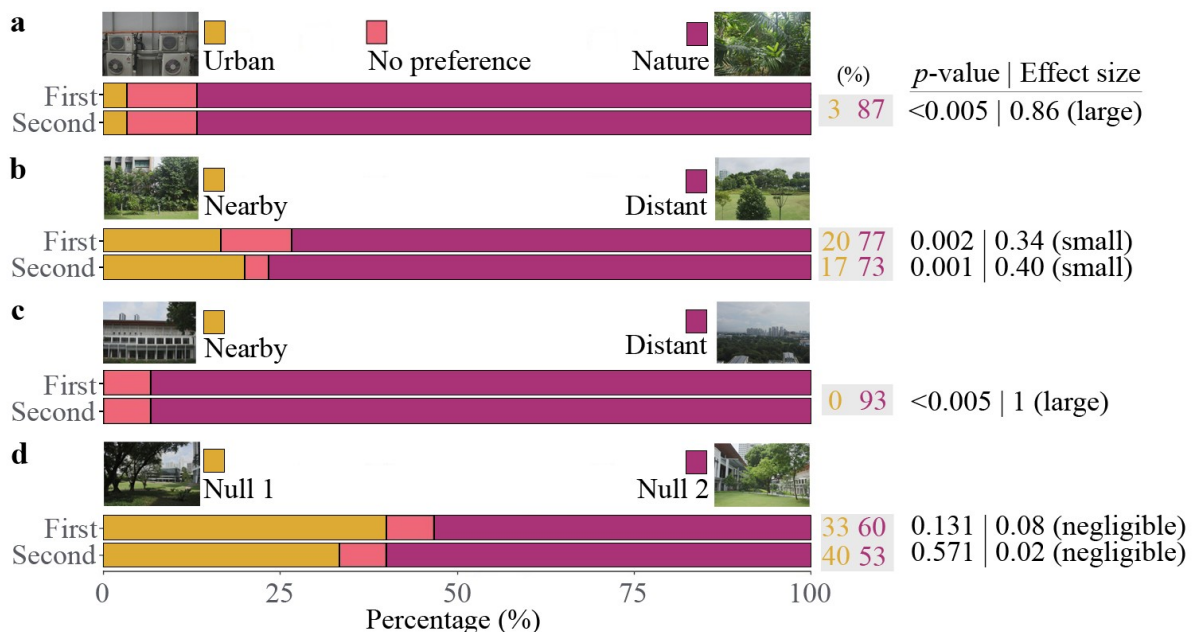 a
Urban No preference Nature
(%) p-value | Effect size
First
Second
3 87 <0.005 | 0.86 (large)
b
Nearby Distant
First 20 77 0.002 | 0.34 (small)
Second 17 73 0.001 | 0.40 (small)
c
Nearby Distant
First
Second
0 93 <0.005 | 1 (large)
d
Null 1 Null 2
First 33 60 0.131 | 0.08 (negligible)
Second 40 53 0.571 | 0.02 (negligible)
0 25 50 75 100
Percentage (%)